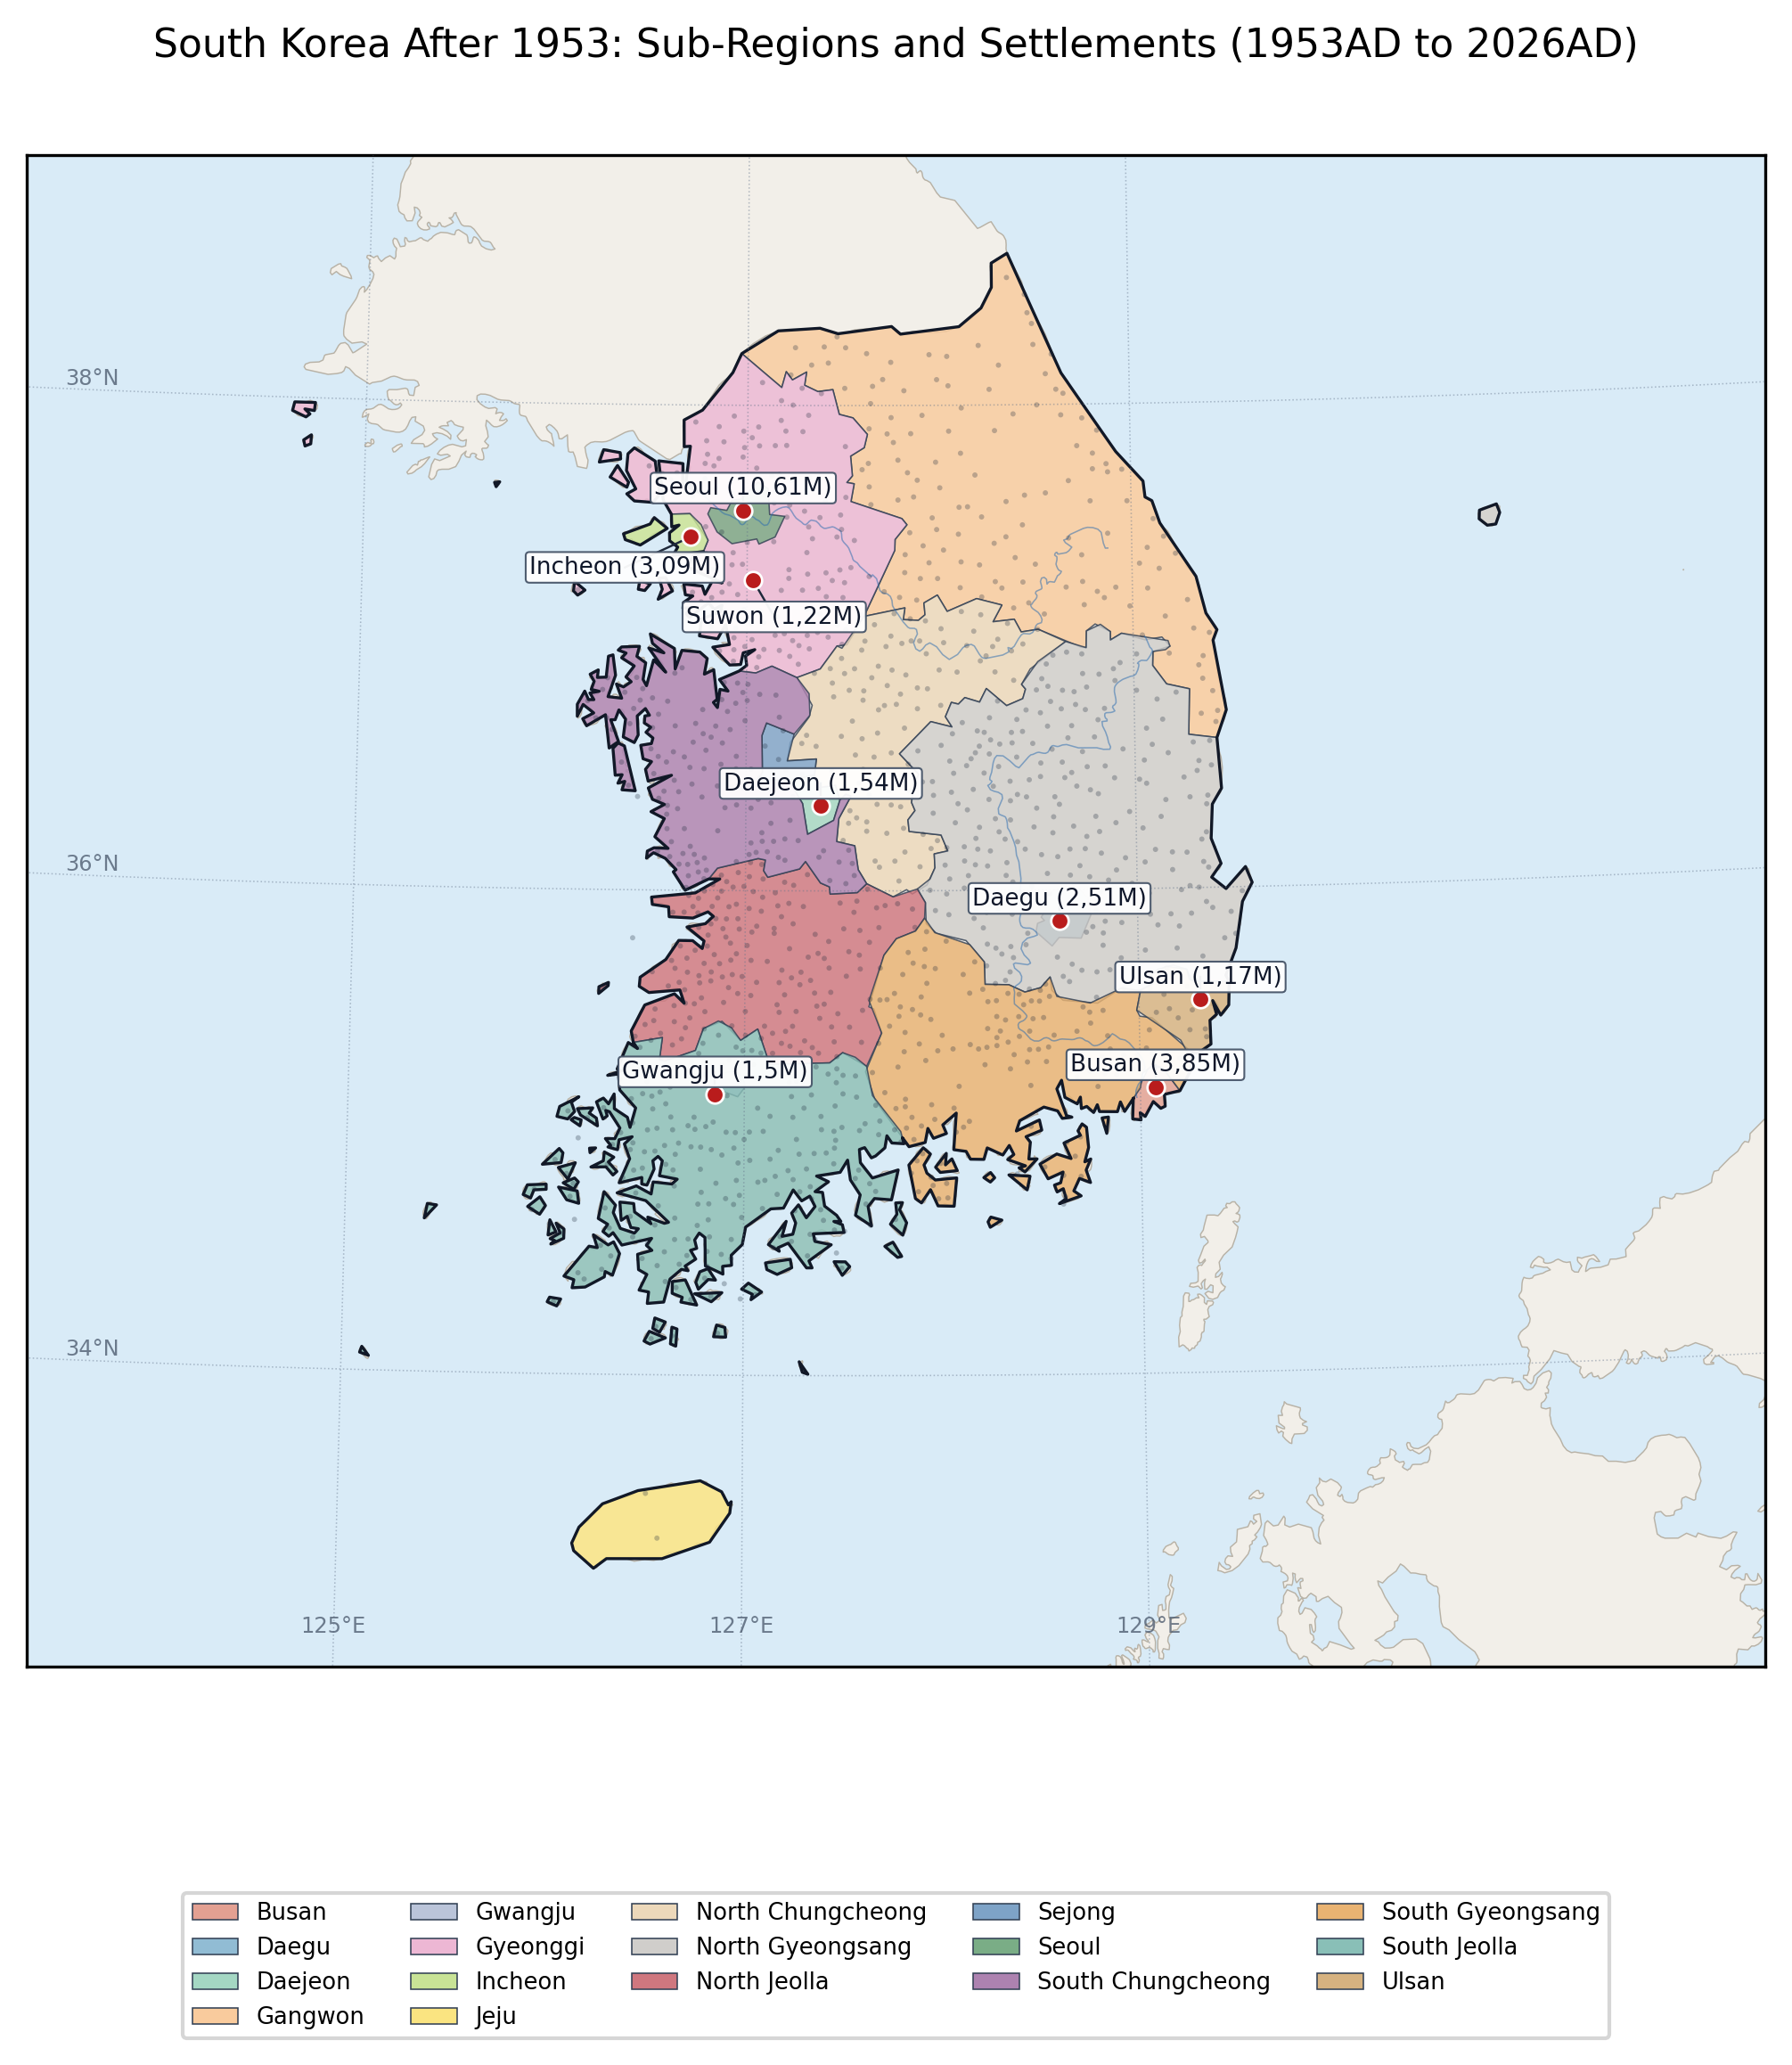 South Korea After 1953: Sub-Regions and Settlements (1953AD to 2026AD)
38°N
Seoul (10,61M)
Incheon (3,09M)
Suwon (1,22M)
Daejeon (1,54M)
36°N
Daegu (2,51M)
Ulsan (1,17M)
Busan (3,85M)
Gwangju (1,5M)
34°N
125°E
127°E
129°E
Busan
Daegu
Daejeon
Gangwon
Gwangju
Gyeonggi
Incheon
Jeju
North Chungcheong
North Gyeongsang
North Jeolla
Sejong
Seoul
South Chungcheong
South Gyeongsang
South Jeolla
Ulsan